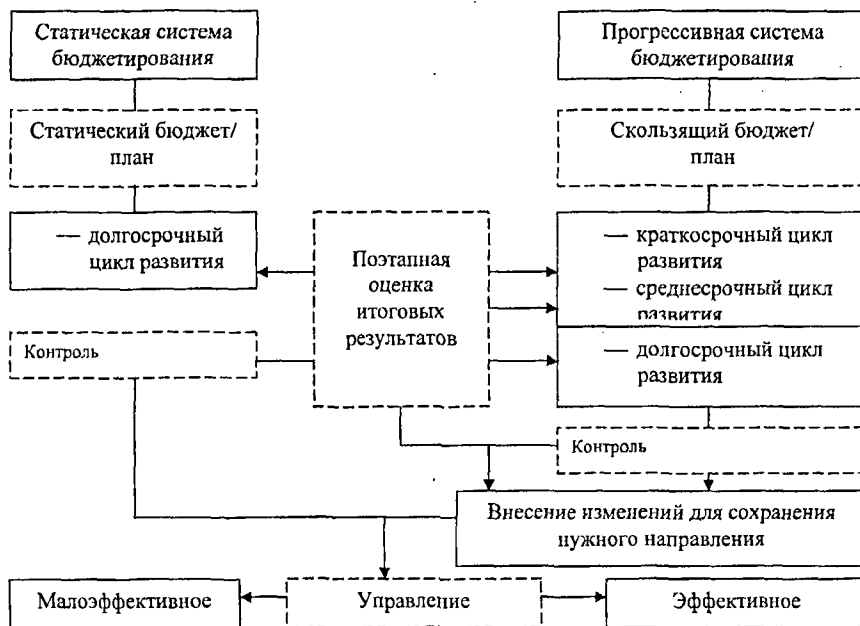 Статическая система
бюджетирования
Прогрессивная система
бюджетирования
Статический бюджет/
план
Скользящий бюджет/
план
— долгосрочный
цикл развития
Поэтапная
оценка
итоговых
результатов
— краткосрочный цикл
развития
— среднесрочный цикл
развития
— долгосрочный цикл
развития
Контроль
Контроль
Внесение изменений для сохранения
нужного направления
Малоэффективное
Управление
Эффективное